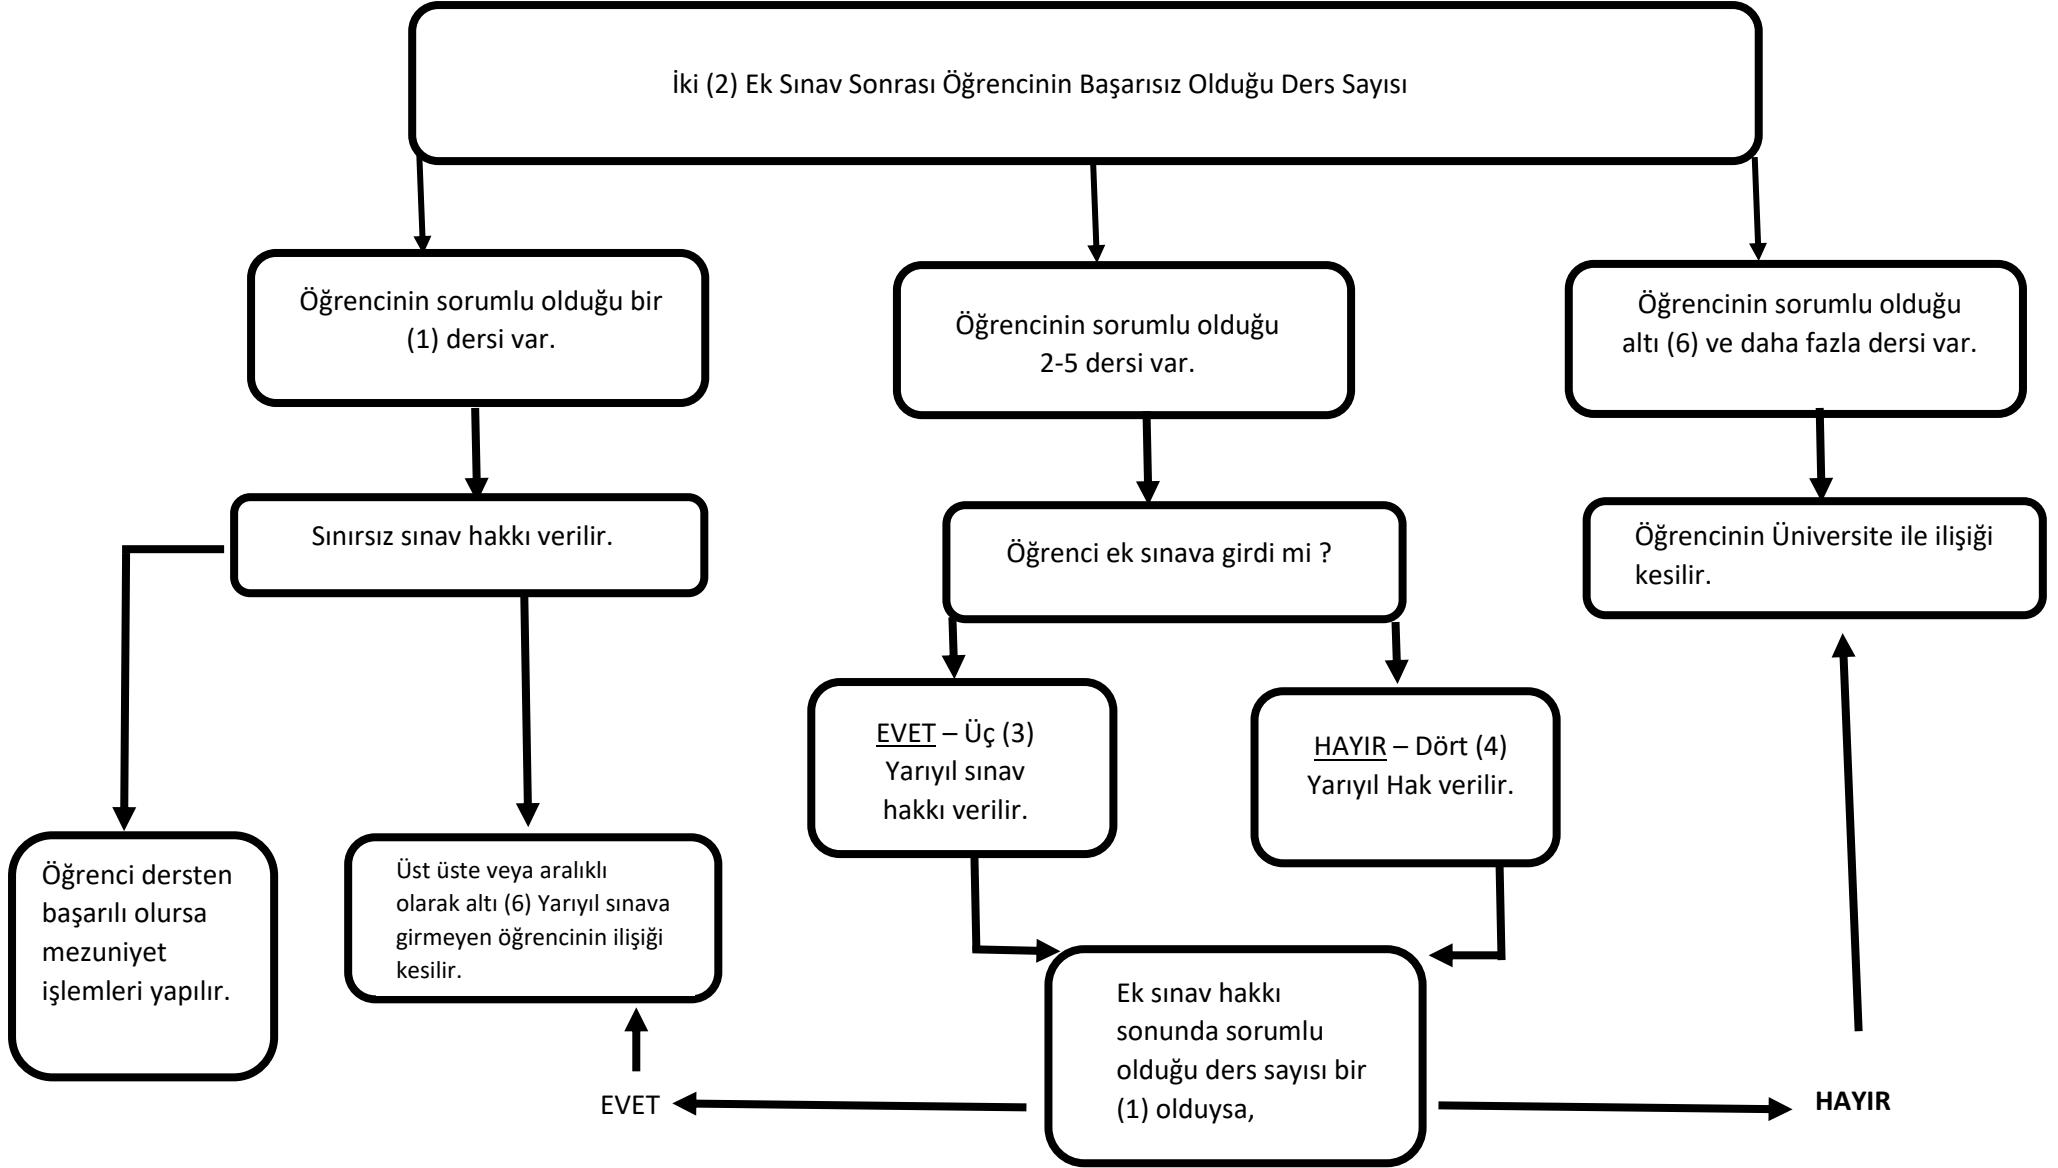 İki (2) Ek Sınav Sonrası Öğrencinin Başarısız Olduğu Ders Sayısı
Öğrencinin sorumlu olduğu bir
(1) dersi var.
Öğrencinin sorumlu olduğu
2-5 dersi var.
Öğrencinin sorumlu olduğu
altı (6) ve daha fazla dersi var.
Sınırsız sınav hakkı verilir.
Öğrenci ek sınava girdi mi ?
Öğrencinin Üniversite ile ilişiği
kesilir.
EVET – Üç (3)
Yarıyıl sınav
hakkı verilir.
HAYIR – Dört (4)
Yarıyıl Hak verilir.
Öğrenci dersten
başarılı olursa
mezuniyet
işlemleri yapılır.
Üst üste veya aralıklı
olarak altı (6) Yarıyıl sınava
girmeyen öğrencinin ilişiği
kesilir.
Ek sınav hakkı
sonunda sorumlu
olduğu ders sayısı bir
(1) olduysa,
EVET
HAYIR